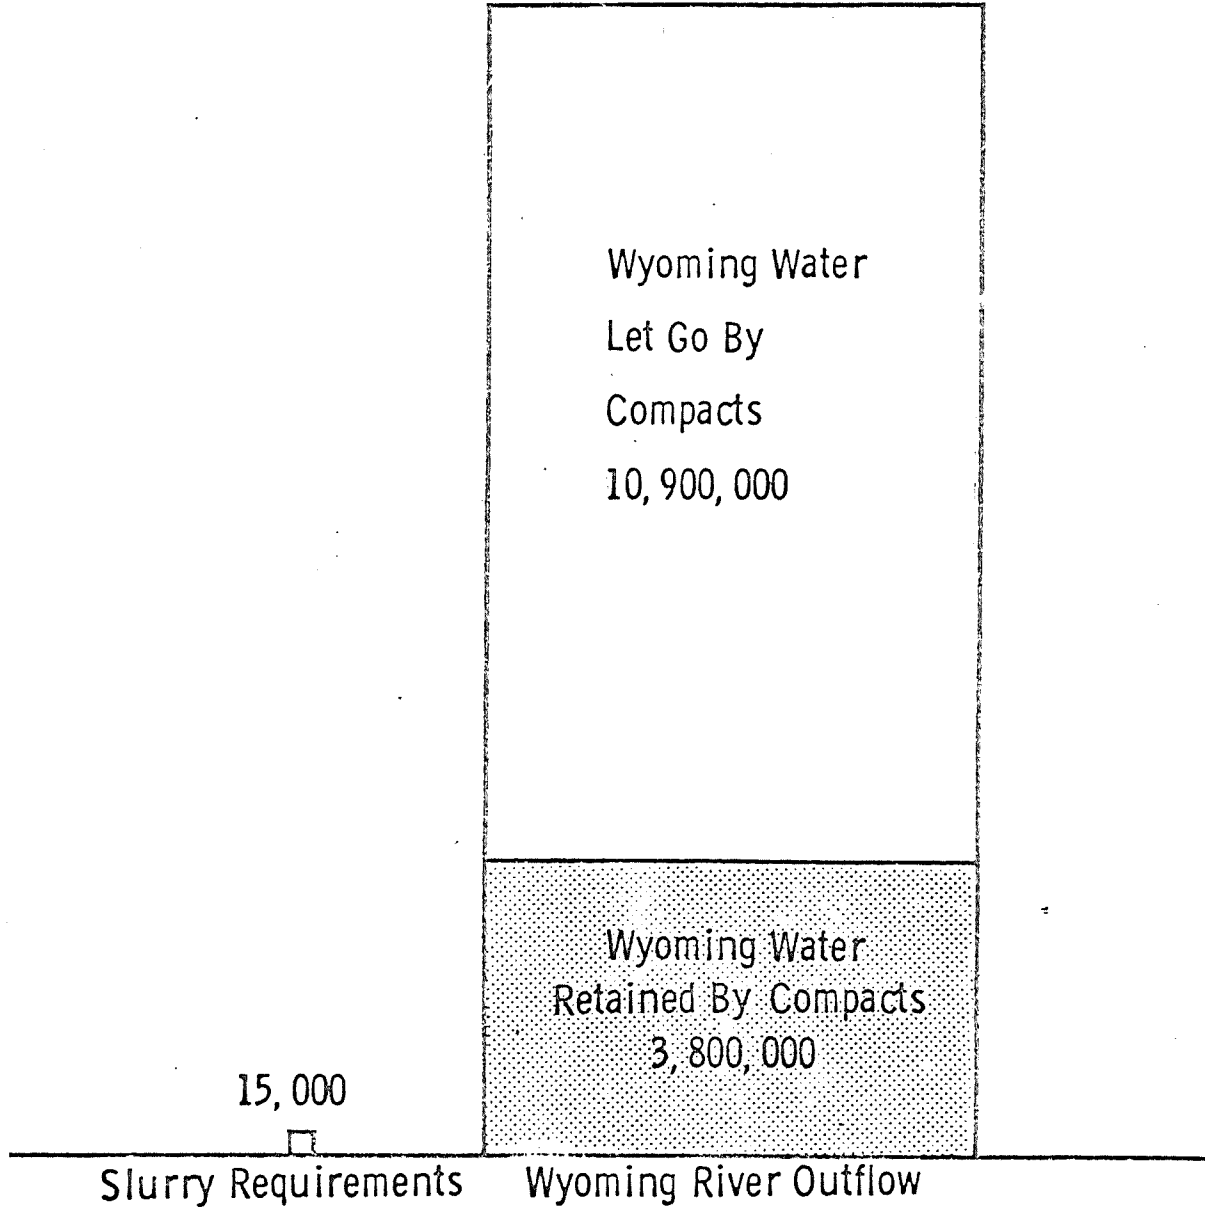 Wyoming Water
Let Go By
Compacts
10,900,000
Wyoming Water
Retained By Compacts
3,800,000
15,000
Slurry Requirements
Wyoming River Outflow